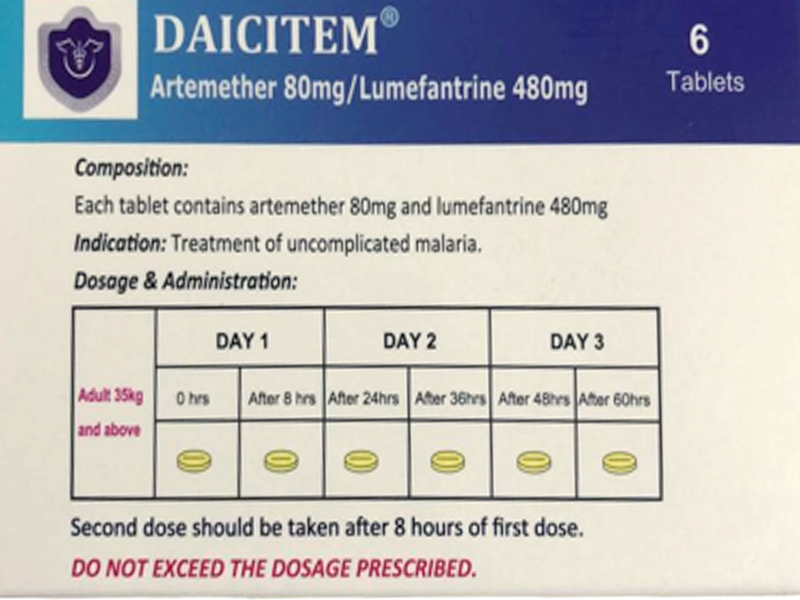 DAICITEM®
6
Artemether 80mg/Lumefantrine 480mg
Tablets
Composition:
Each tablet contains artemether 80mg and lumefantrine 480mg
Indication: Treatment of uncomplicated malaria.
Dosage & Administration:
DAY 1 DAY 2 DAY 3
Adult 35kg
and above
0 hrs After 8 hrs After 24hrs After 36hrs After 48hrs After 60hrs
Second dose should be taken after 8 hours of first dose.
DO NOT EXCEED THE DOSAGE PRESCRIBED.